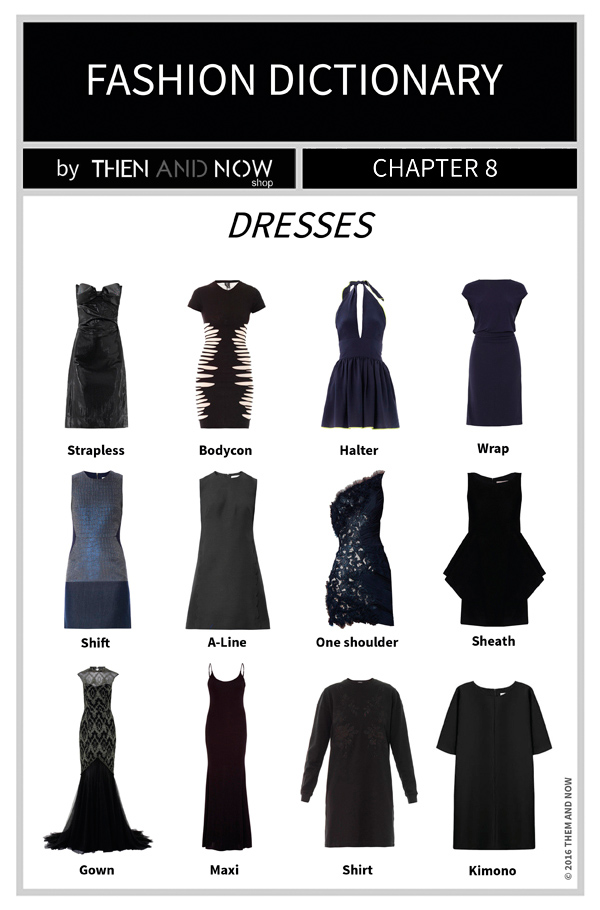 FASHION DICTIONARY
by THEN AND NOW
shop
CHAPTER 8
DRESSES
Strapless
Bodycon
Halter
Wrap
Shift
A-Line
One shoulder
Sheath
Gown
Maxi
Shirt
Kimono
© 2016 THEM AND NOW